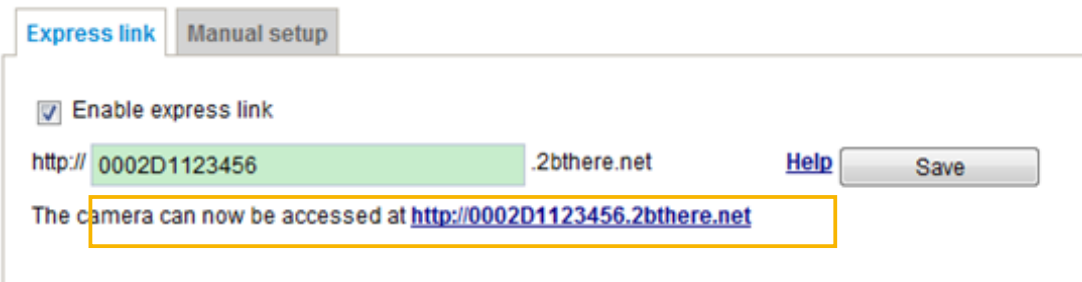 Express link Manual setup
Enable express link
http:// 0002D1123456 .2bthere.net Help Save
The camera can now be accessed at http://0002D1123456.2bthere.net